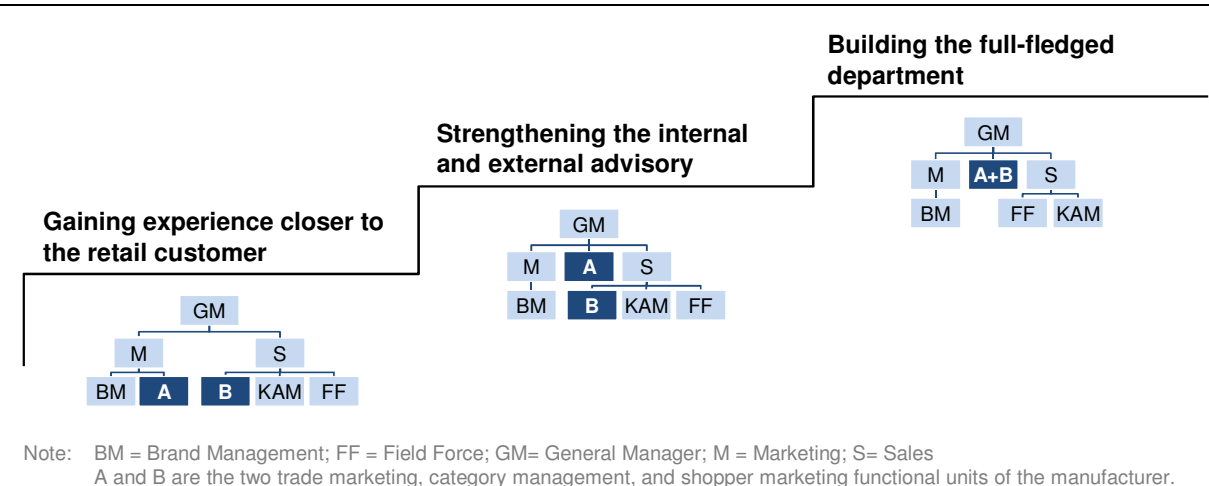 Building the full-fledged
department
GM
M A+B S
BM FF KAM
Strengthening the internal
and external advisory
GM
M A S
BM B KAM FF
Gaining experience closer to
the retail customer
GM
M S
BM A B KAM FF
Note: BM = Brand Management; FF = Field Force; GM= General Manager; M = Marketing; S= Sales
A and B are the two trade marketing, category management, and shopper marketing functional units of the manufacturer.